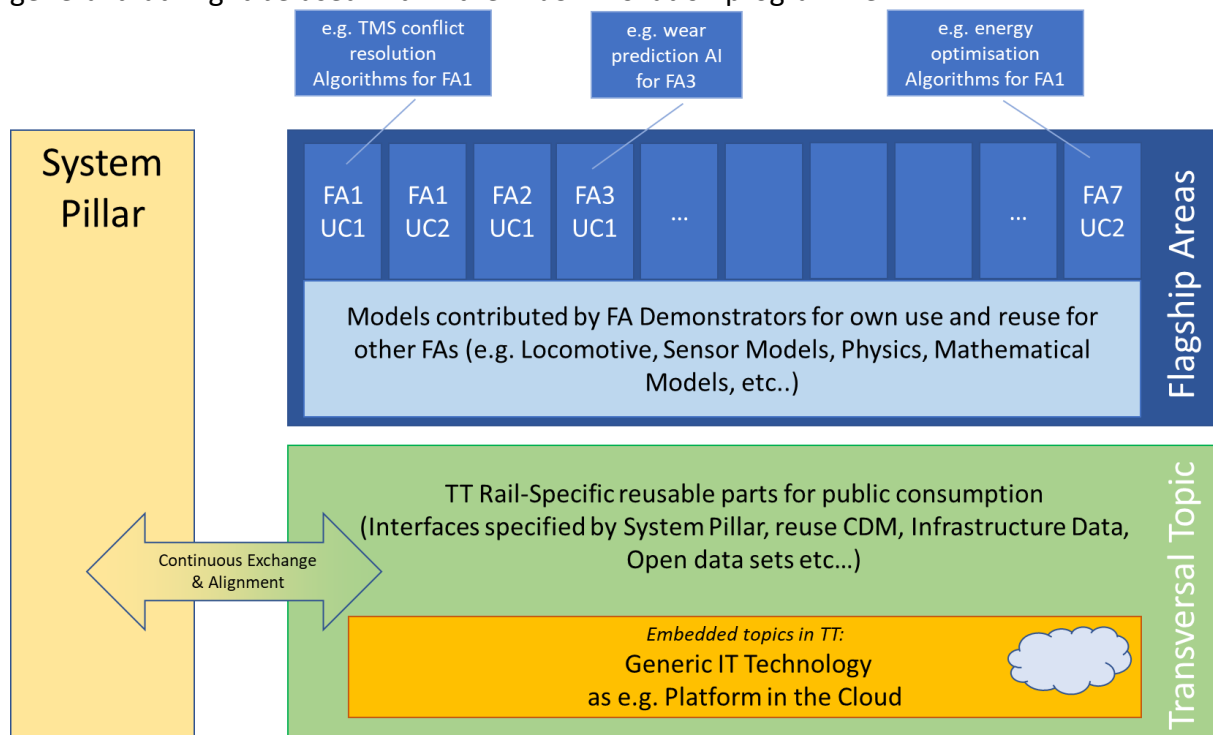 e.g. TMS conflict
resolution
Algorithms for FA1
e.g. wear
prediction AI
for FA3
e.g. energy
optimisation
Algorithms for FA1
System
Pillar
FA1
UC1
FA1
UC2
FA2
UC1
FA3
UC1
...
...
FA7
UC2
Flagship Areas
Models contributed by FA Demonstrators for own use and reuse for
other FAs (e.g. Locomotive, Sensor Models, Physics, Mathematical
Models, etc..)
TT Rail-Specific reusable parts for public consumption
(Interfaces specified by System Pillar, reuse CDM, Infrastructure Data,
Open data sets etc...)
Transversal Topic
Continuous Exchange
& Alignment
Embedded topics in TT:
Generic IT Technology
as e.g. Platform in the Cloud